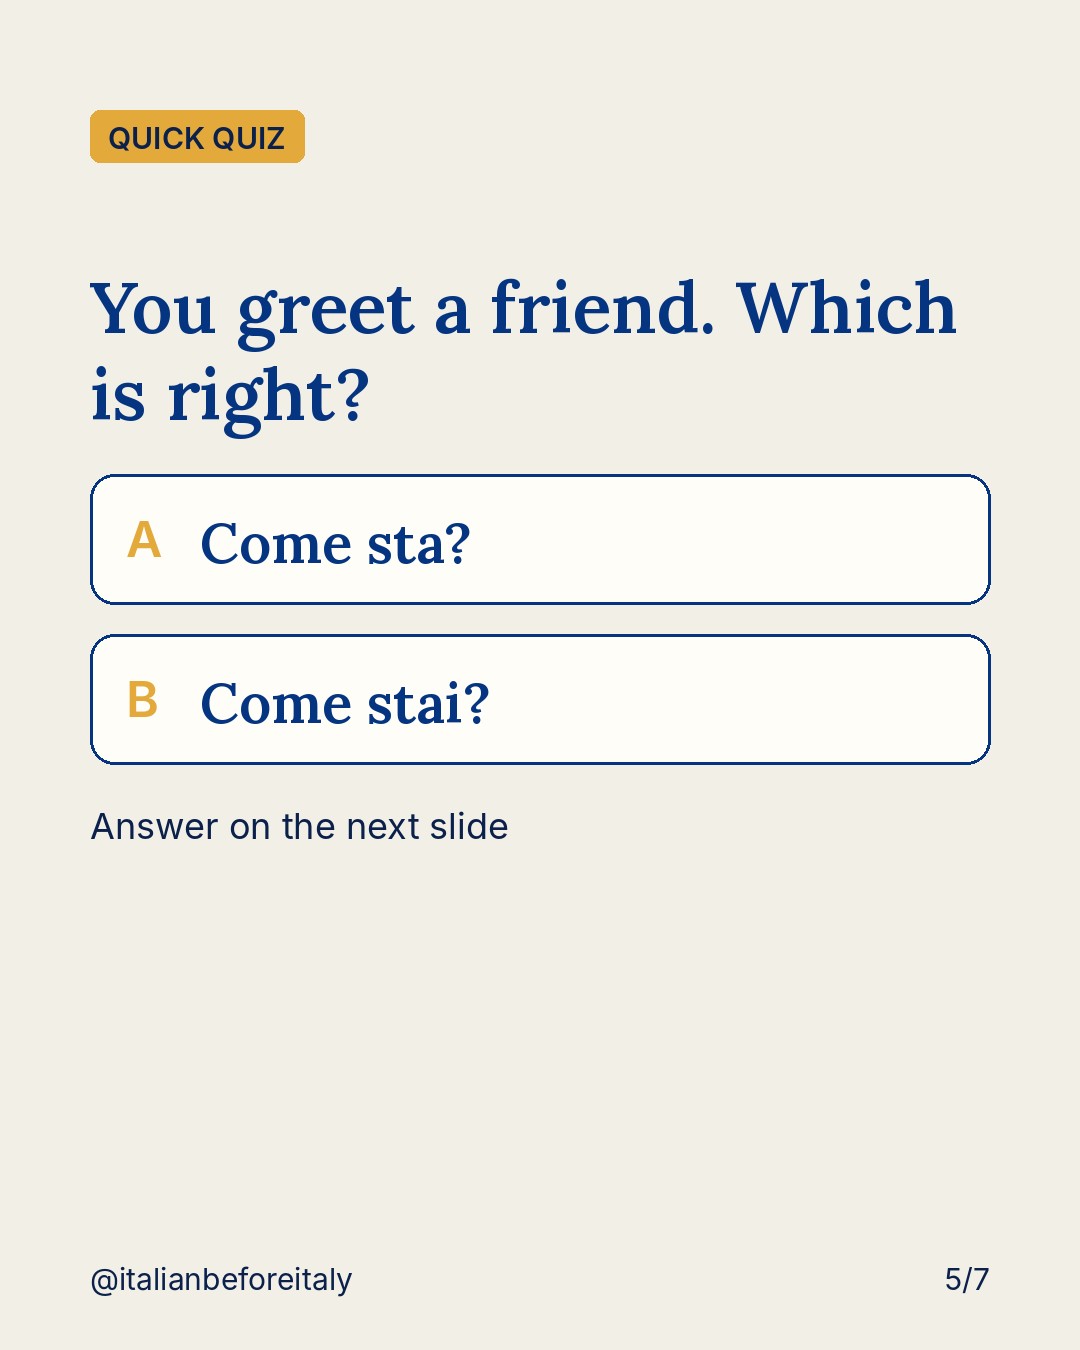 QUICK QUIZ
You greet a friend. Which
is right?
A Come sta?
B Come stai?
Answer on the next slide
@italianbeforeitaly
5/7